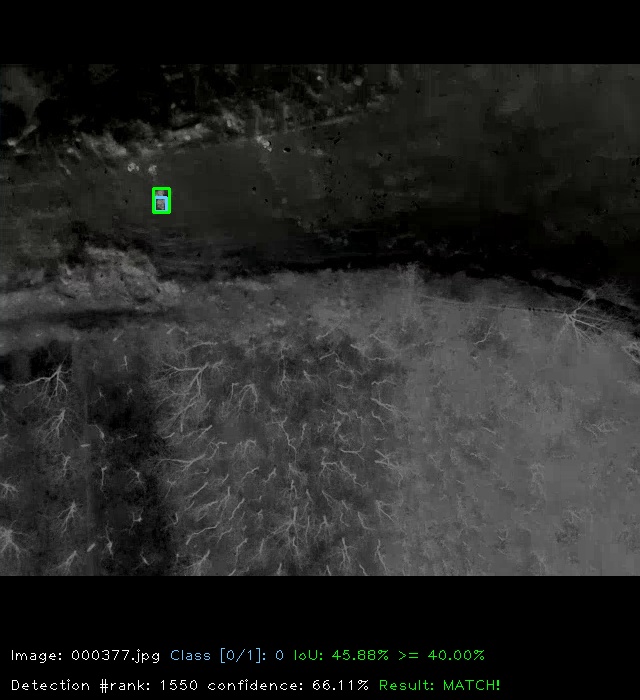 Image: 000377.jpg Class [0/1]: 0 IoU: 45.88% >= 40.00%
Detection #rank: 1550 confidence: 66.11% Result: MATCH!